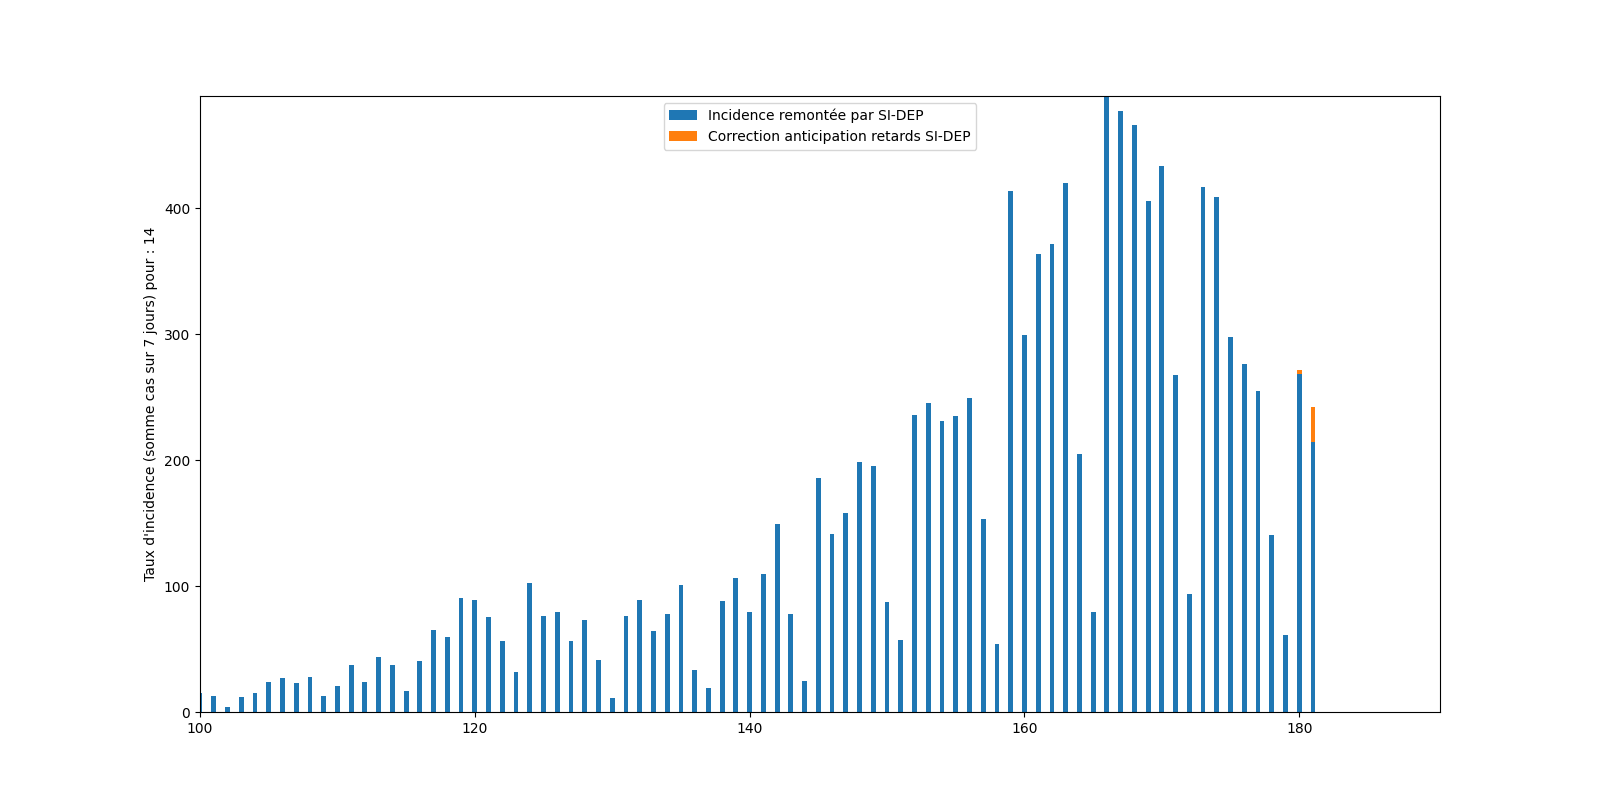 Incidence remontée par SI-DEP
Correction anticipation retards SI-DEP
Taux d'incidence (somme cas sur 7 jours) pour : 14
400
300
200
100
0
100 120 140 160 180